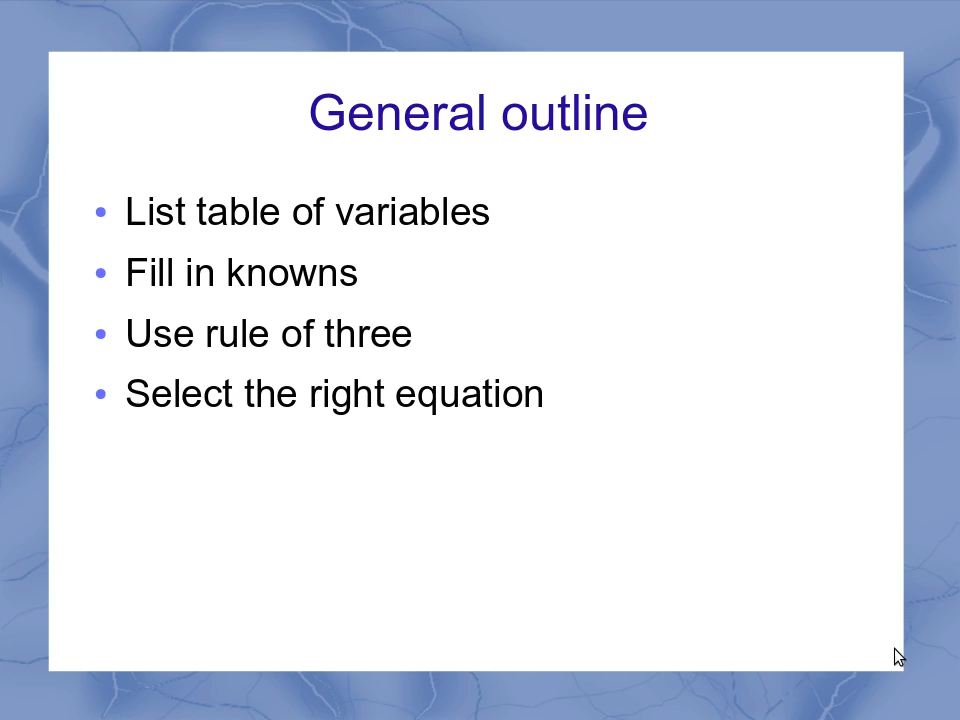 General outline
• List table of variables
• Fill in knowns
• Use rule of three
• Select the right equation